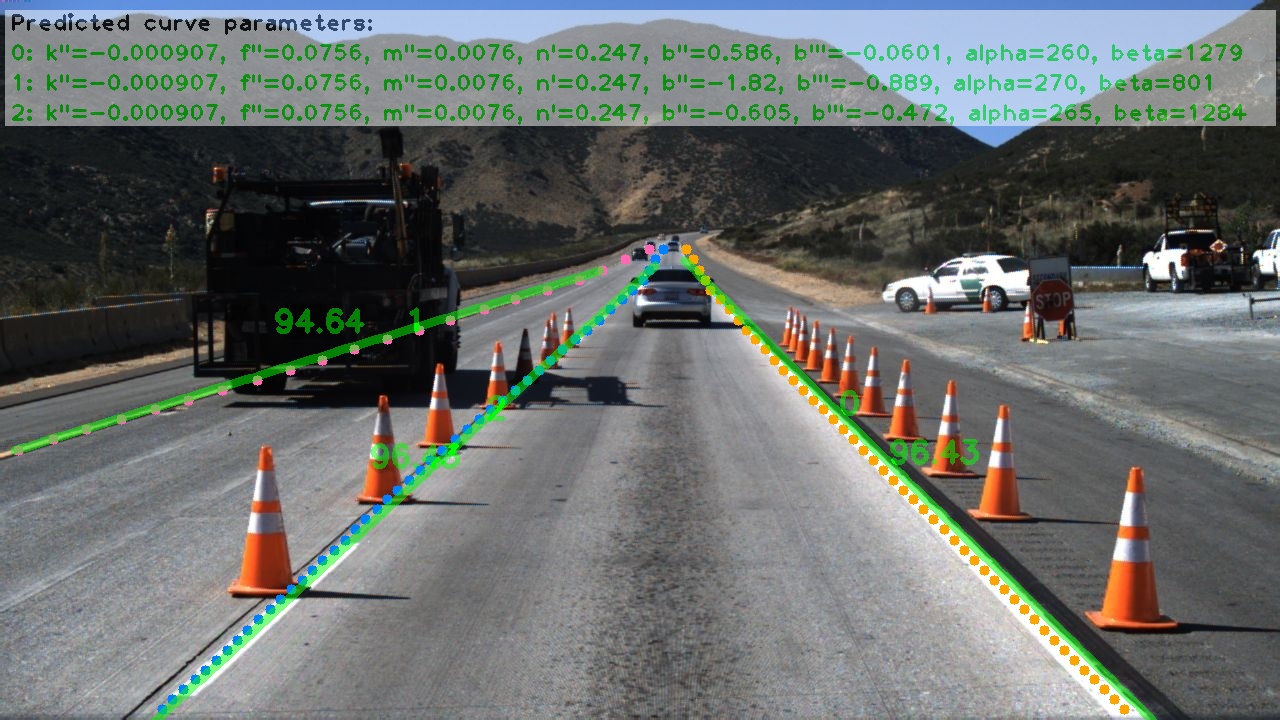 Predicted curve parameters:
0: k''=-0.000907, f''=0.0756, m''=0.0076, n'=0.247, b''=0.586, b'''=-0.0601, alpha=260, beta=1279
1: k''=-0.000907, f''=0.0756, m''=0.0076, n'=0.247, b''=-1.82, b'''=-0.889, alpha=270, beta=801
2: k''=-0.000907, f''=0.0756, m''=0.0076, n'=0.247, b''=-0.605, b'''=-0.472, alpha=265, beta=1284
STOP
94.64 1
0
96.43
96.43